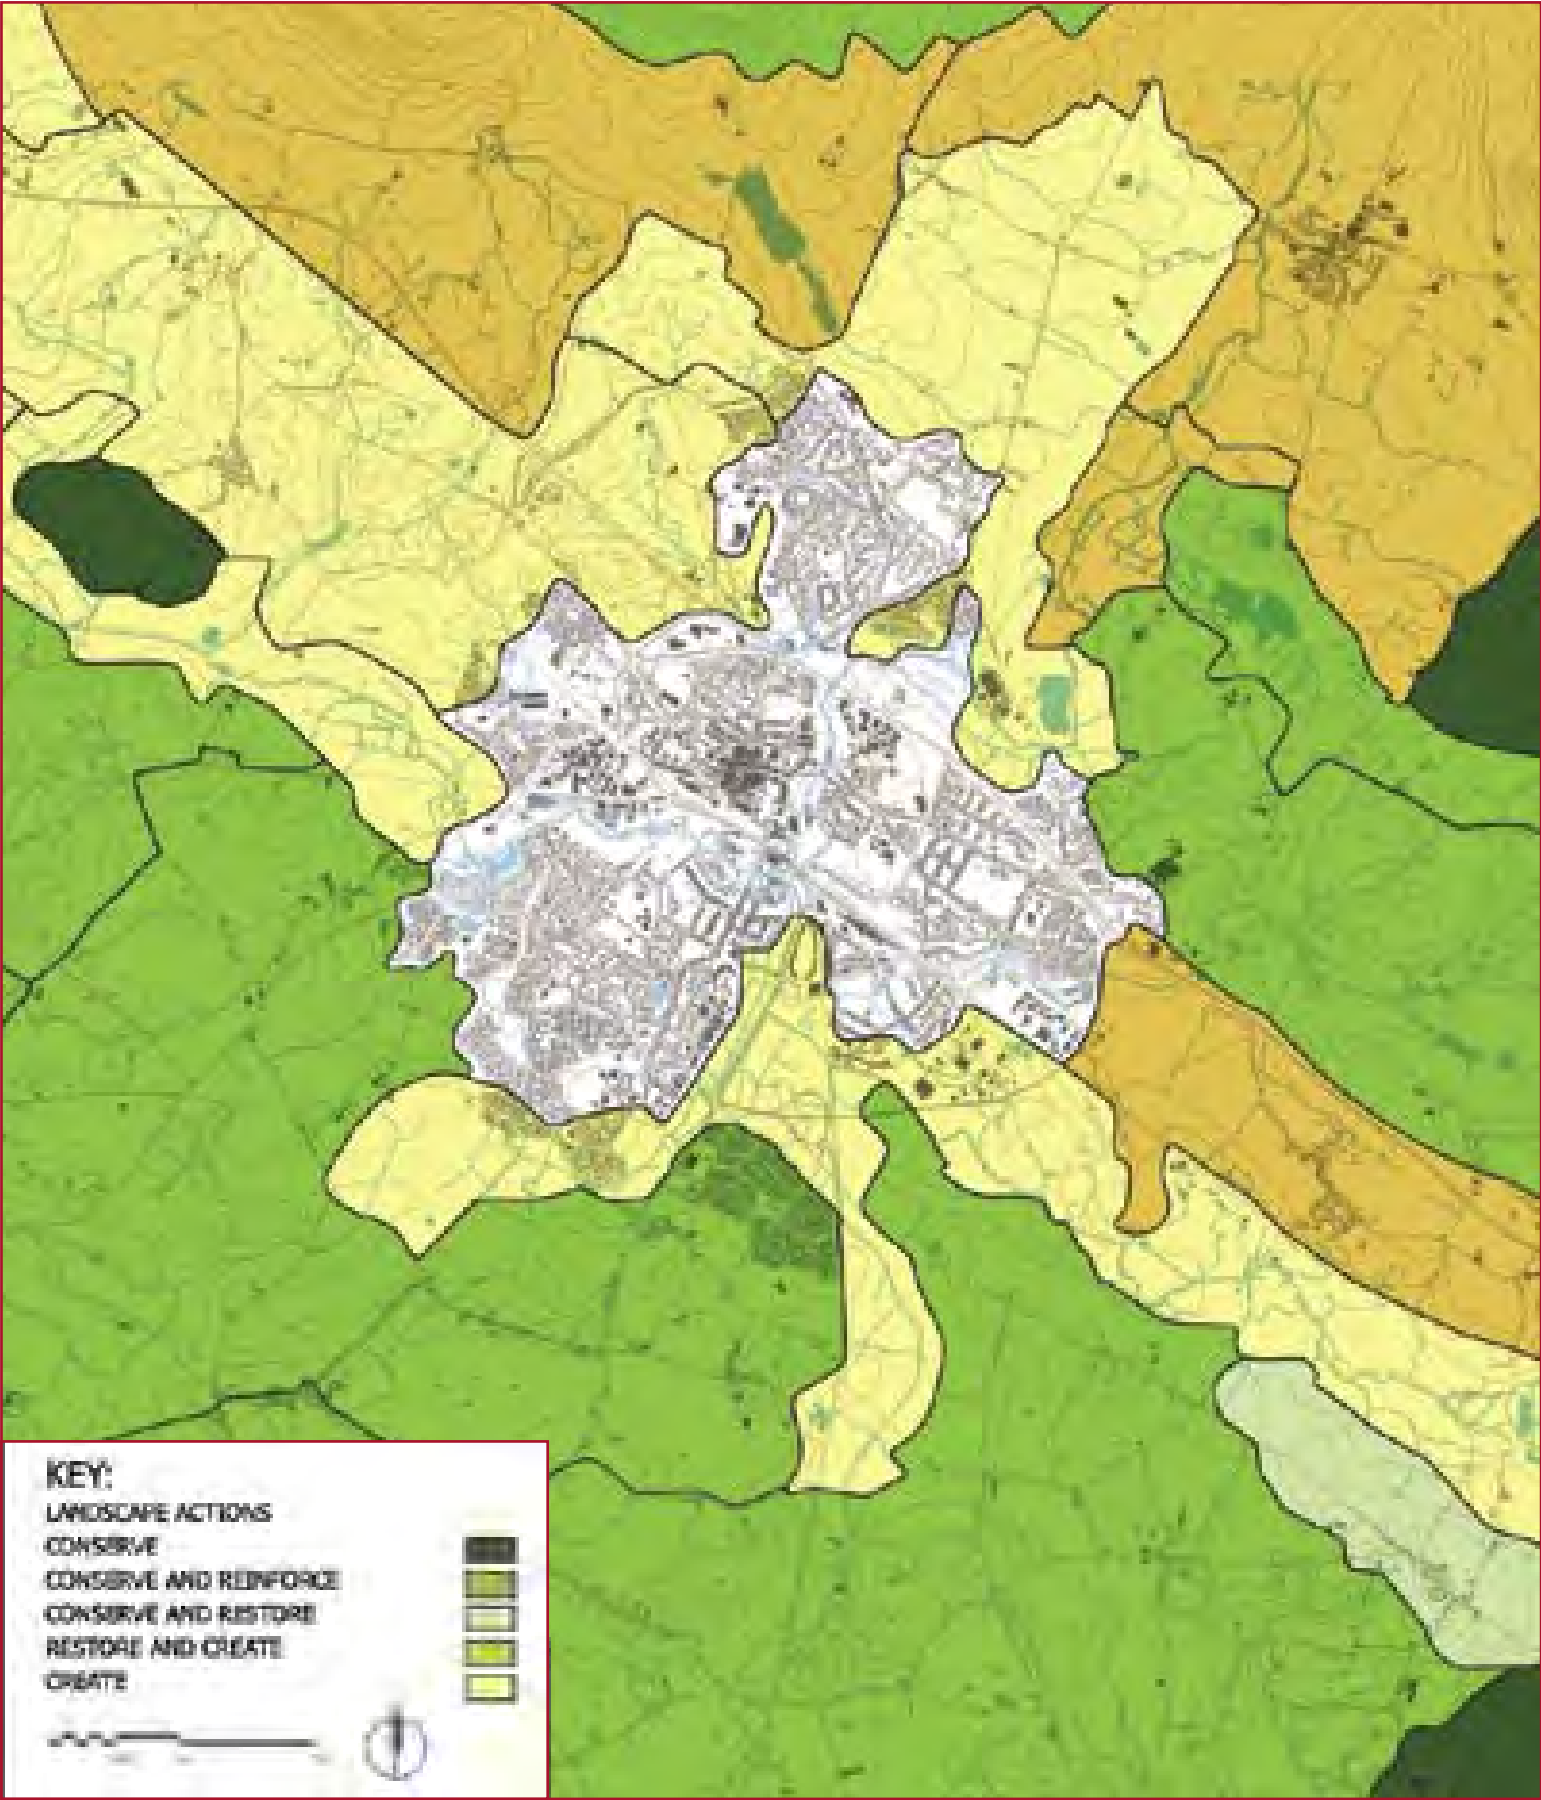 KEY:
LANDSCAPE ACTIONS
CONSERVE
CONSERVE AND REINFORCE
CONSERVE AND RESTORE
RESTORE AND CREATE
CREATE